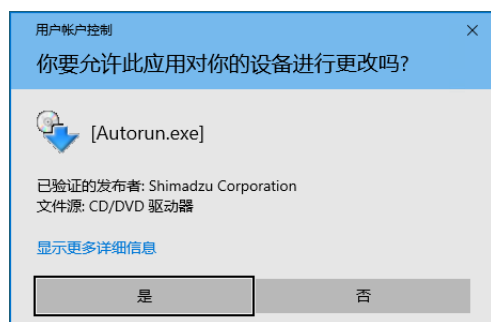 用户帐户控制
你要允许此应用对你的设备进行更改吗?
[Autorun.exe]
已验证的发布者: Shimadzu Corporation
文件源: CD/DVD 驱动器
显示更多详细信息
是
否